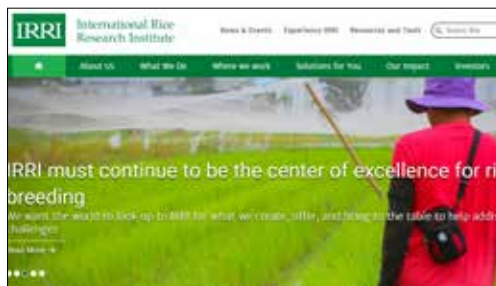 IRRI
International Rice
Research Institute
News & Events Experience IRRI Resources and Tools
About Us What We Do Where we work Solutions for You Our Impact Investors
IRRI must continue to be the center of excellence for ri
breeding
We want the world to look up to IRRI for what we create, offer, and bring to the table to help addre
challenges
Read More →